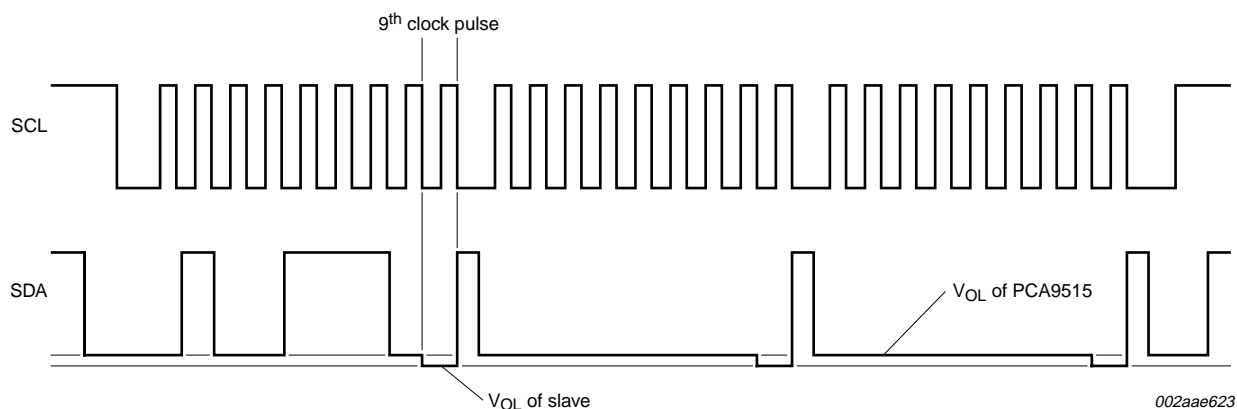 9th clock pulse
SCL
SDA
VOL of PCA9515
VOL of slave
002aae623